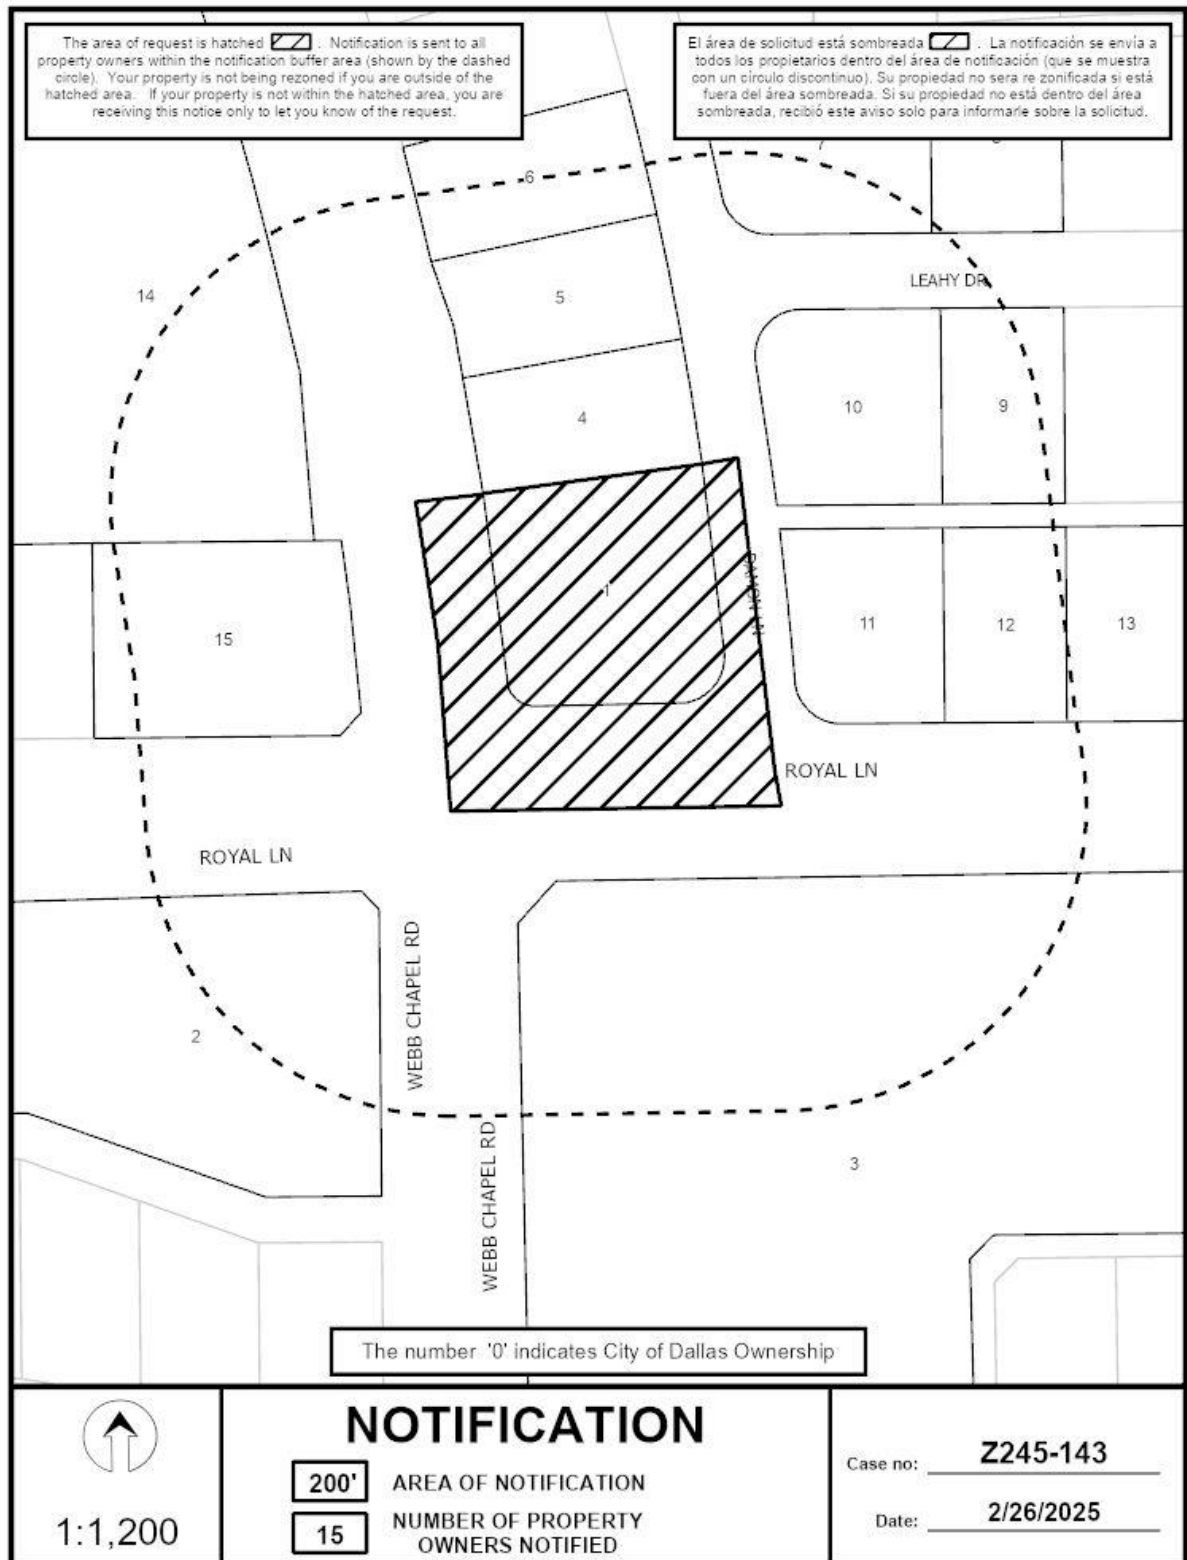 The area of request is hatched . Notification is sent to all
property owners within the notification buffer area (shown by the dashed
circle). Your property is not being rezoned if you are outside of the
hatched area. If your property is not within the hatched area, you are
receiving this notice only to let you know of the request.
El área de solicitud está sombreada . La notificación se envía a
todos los propietarios dentro del área de notificación (que se muestra
con un círculo discontinuo). Su propiedad no sera re zonificada si está
fuera del área sombreada. Si su propiedad no está dentro del área
sombreada, recibió este aviso solo para informarle sobre la solicitud.
6
14
5
LEAHY DR
4
10
9
1
15
11
12
13
ROYAL LN
ROYAL LN
WEBB CHAPEL RD
2
WEBB CHAPEL RD
3
The number '0' indicates City of Dallas Ownership
1:1,200
NOTIFICATION
200' AREA OF NOTIFICATION
15 NUMBER OF PROPERTY
OWNERS NOTIFIED
Case no: Z245-143
Date: 2/26/2025